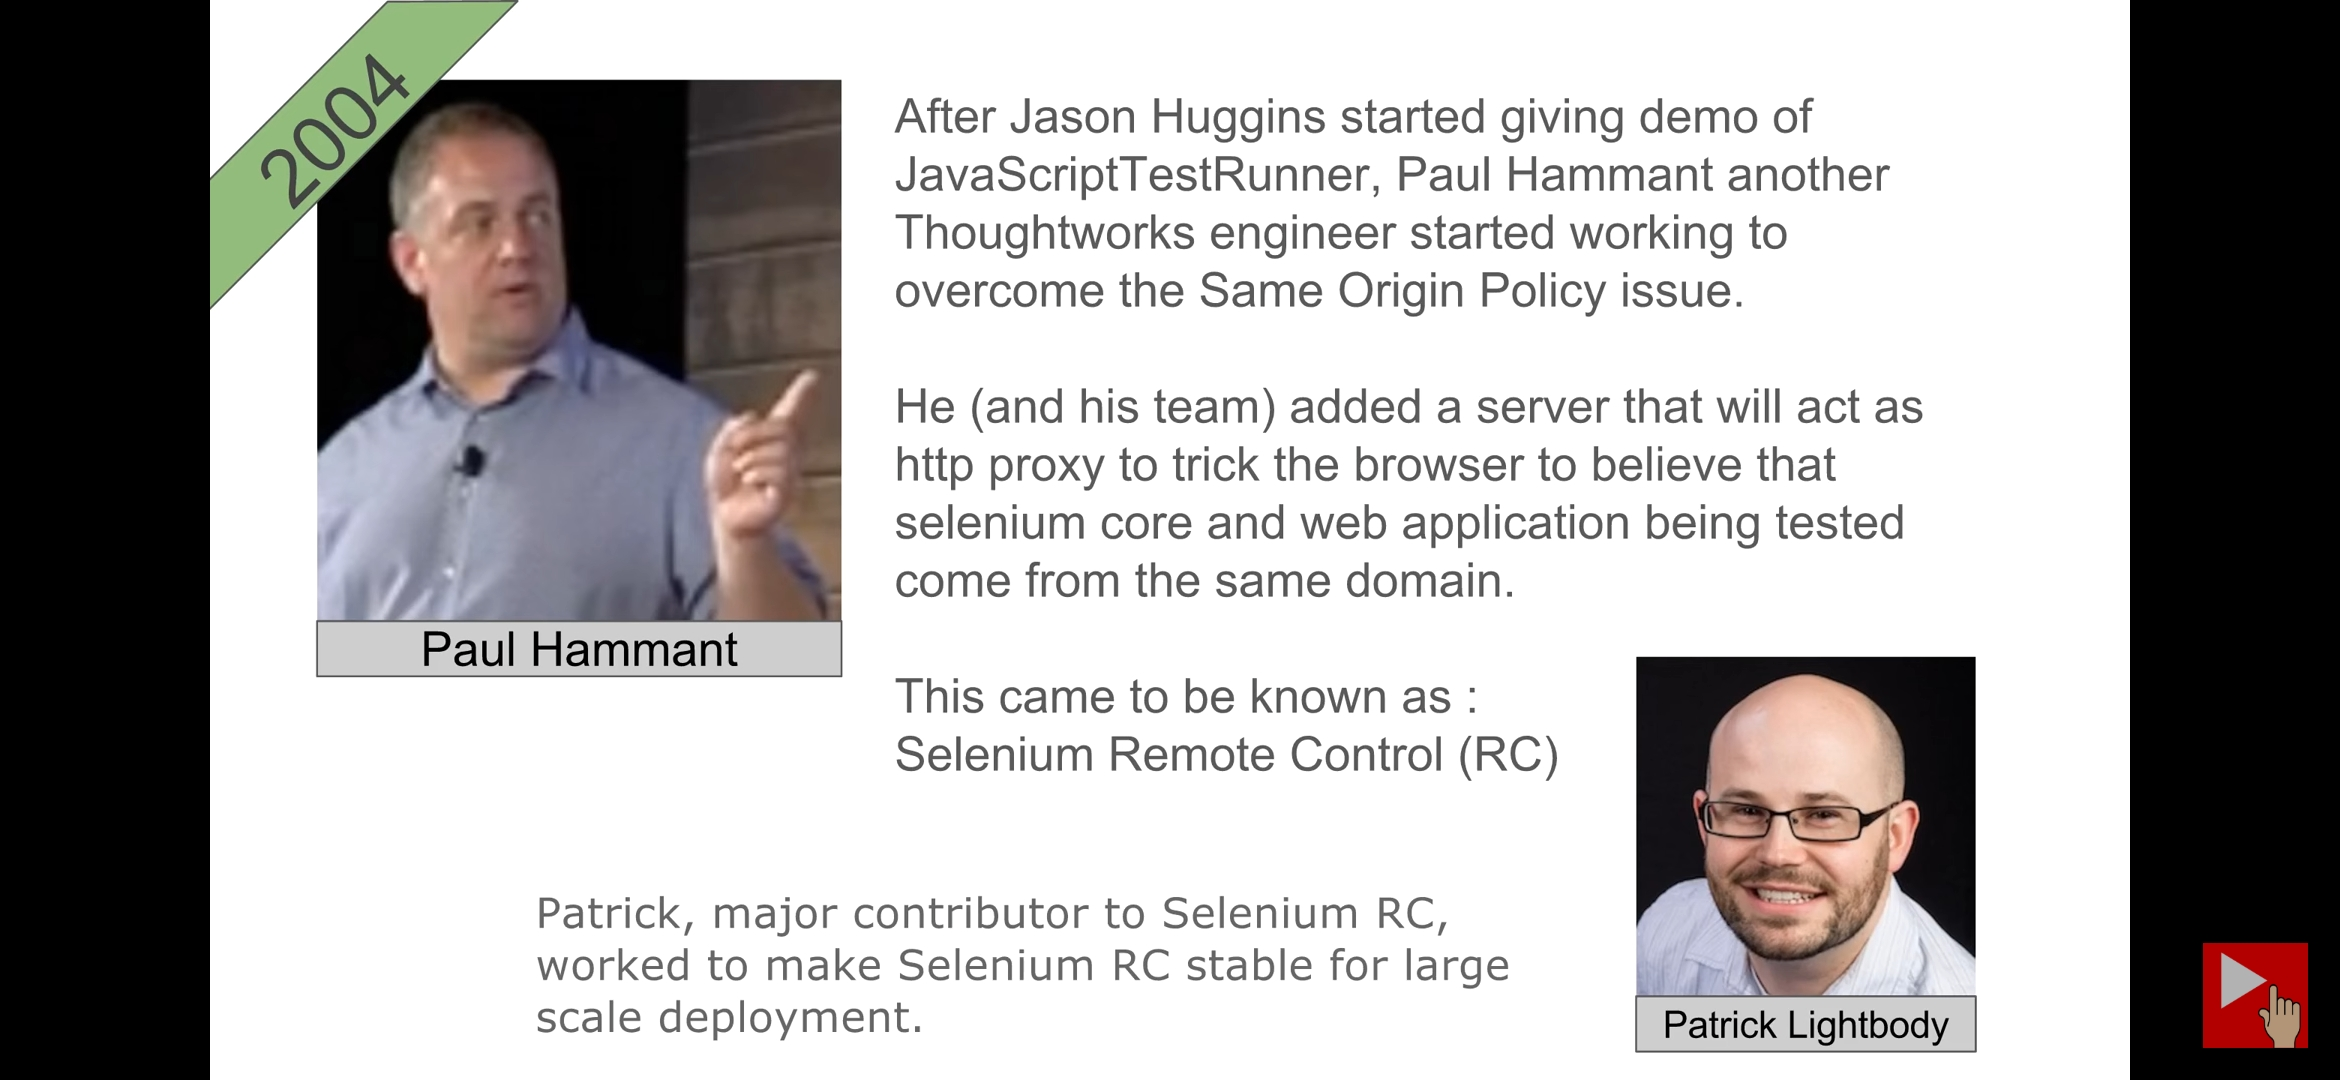 2004
After Jason Huggins started giving demo of
JavaScriptTestRunner, Paul Hammant another
Thoughtworks engineer started working to
overcome the Same Origin Policy issue.
He (and his team) added a server that will act as
http proxy to trick the browser to believe that
selenium core and web application being tested
come from the same domain.
Paul Hammant
This came to be known as :
Selenium Remote Control (RC)
Patrick, major contributor to Selenium RC,
worked to make Selenium RC stable for large
scale deployment.
Patrick Lightbody